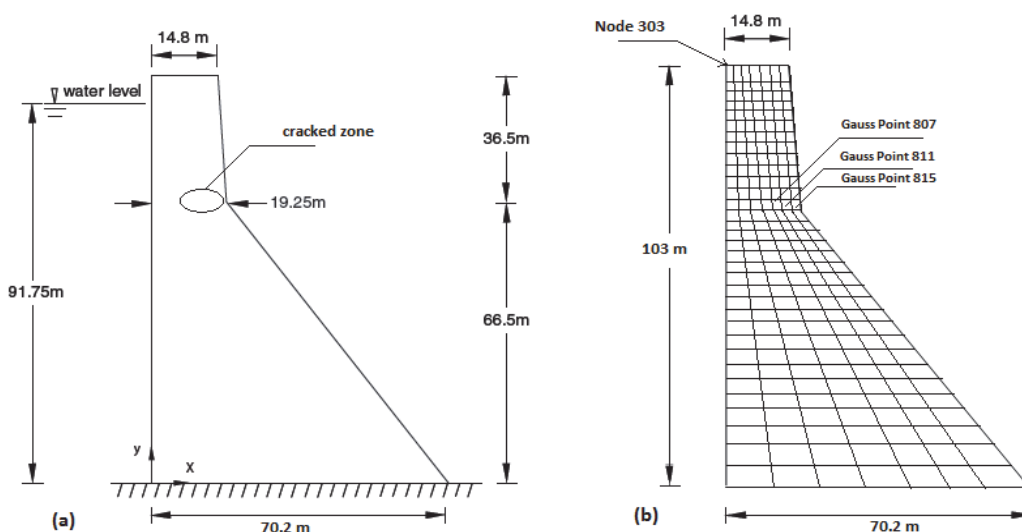 14.8 m
water level
cracked zone
36.5m
19.25m
91.75m
66.5m
y
X
(a)
70.2 m
Node 303
14.8 m
Gauss Point 807
Gauss Point 811
Gauss Point 815
103 m
(b)
70.2 m